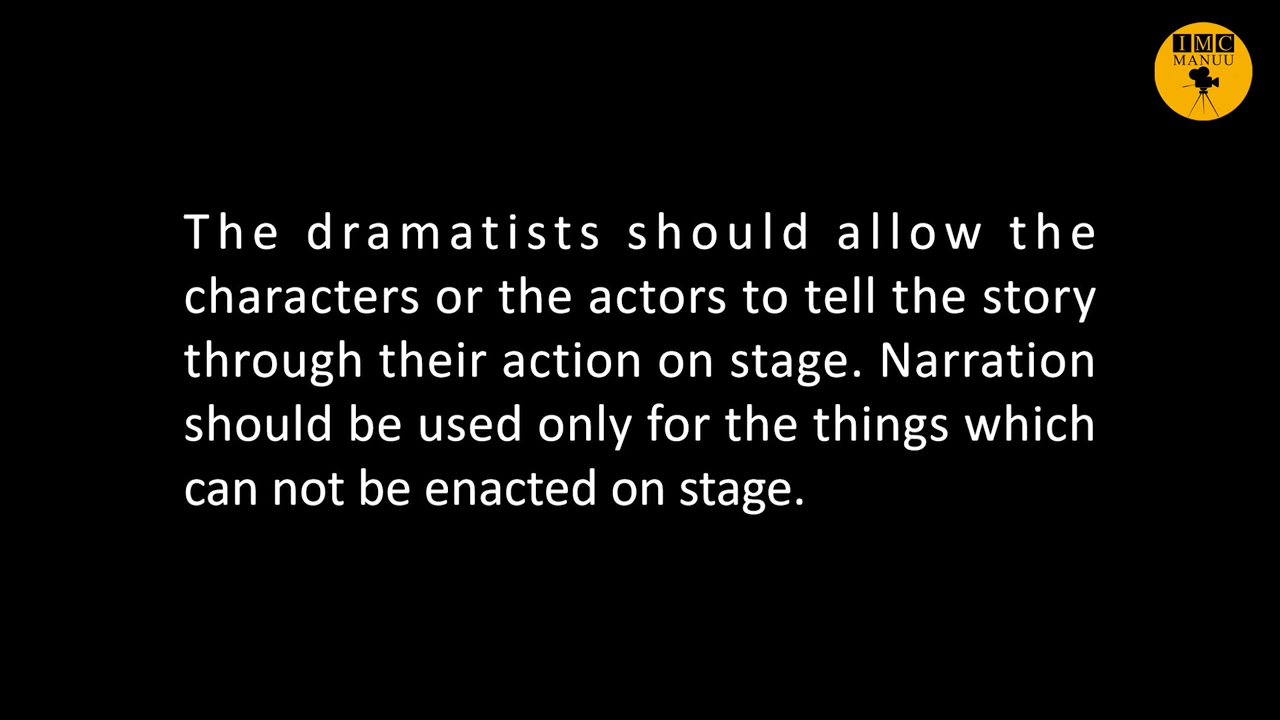 IMC
MANUU
The dramatists should allow the
characters or the actors to tell the story
through their action on stage. Narration
should be used only for the things which
can not be enacted on stage.